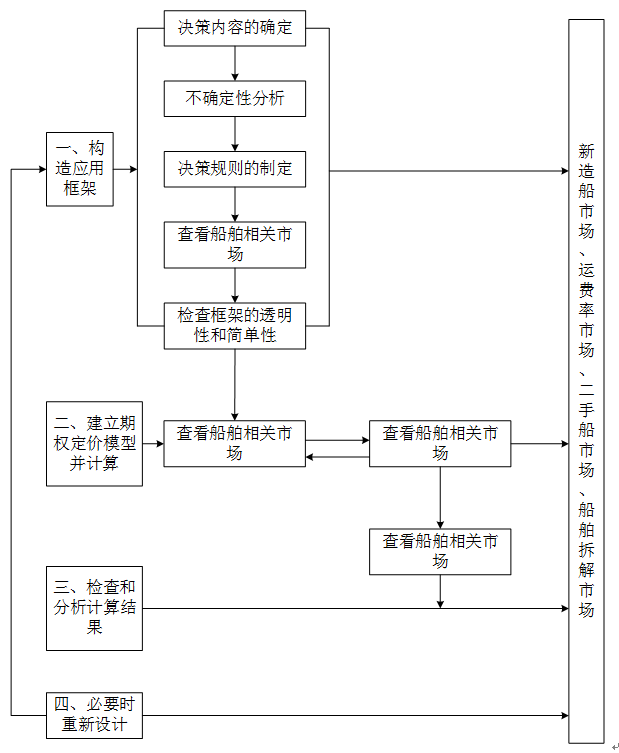 决策内容的确定
不确定性分析
一、构
造应用
框架
决策规则的制定
查看船舶相关市
场
检查框架的透明
性和简单性
二、建立期
权定价模型
并计算
查看船舶相关市
场
查看船舶相关市
场
查看船舶相关市
场
三、检查和
分析计算结
果
四、必要时
重新设计
新造船市场、运费率市场、二手船市场、船舶拆解市场